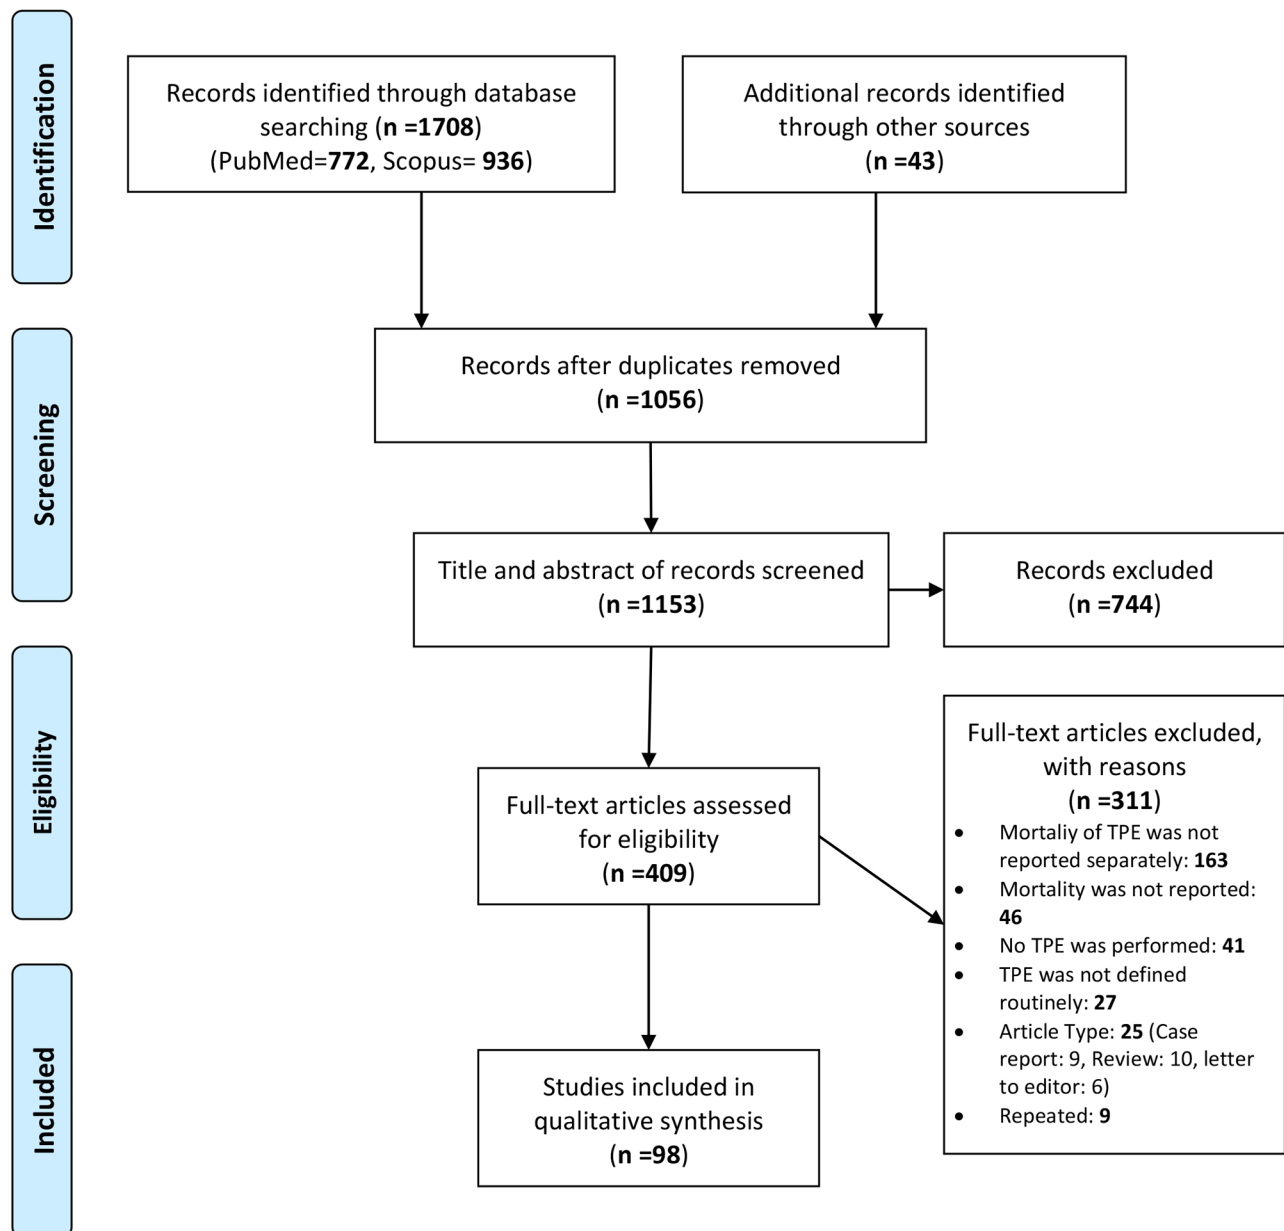 Identification
Records identified through database
searching (n =1708)
(PubMed=772, Scopus= 936)
Additional records identified
through other sources
(n =43)
Screening
Records after duplicates removed
(n =1056)
Title and abstract of records screened
(n =1153)
Records excluded
(n =744)
Eligibility
Full-text articles assessed
for eligibility
(n =409)
Full-text articles excluded,
with reasons
(n =311)
• Mortaliy of TPE was not
reported separately: 163
• Mortality was not reported:
46
• No TPE was performed: 41
• TPE was not defined
routinely: 27
• Article Type: 25 (Case
report: 9, Review: 10, letter
to editor: 6)
• Repeated: 9
Included
Studies included in
qualitative synthesis
(n =98)